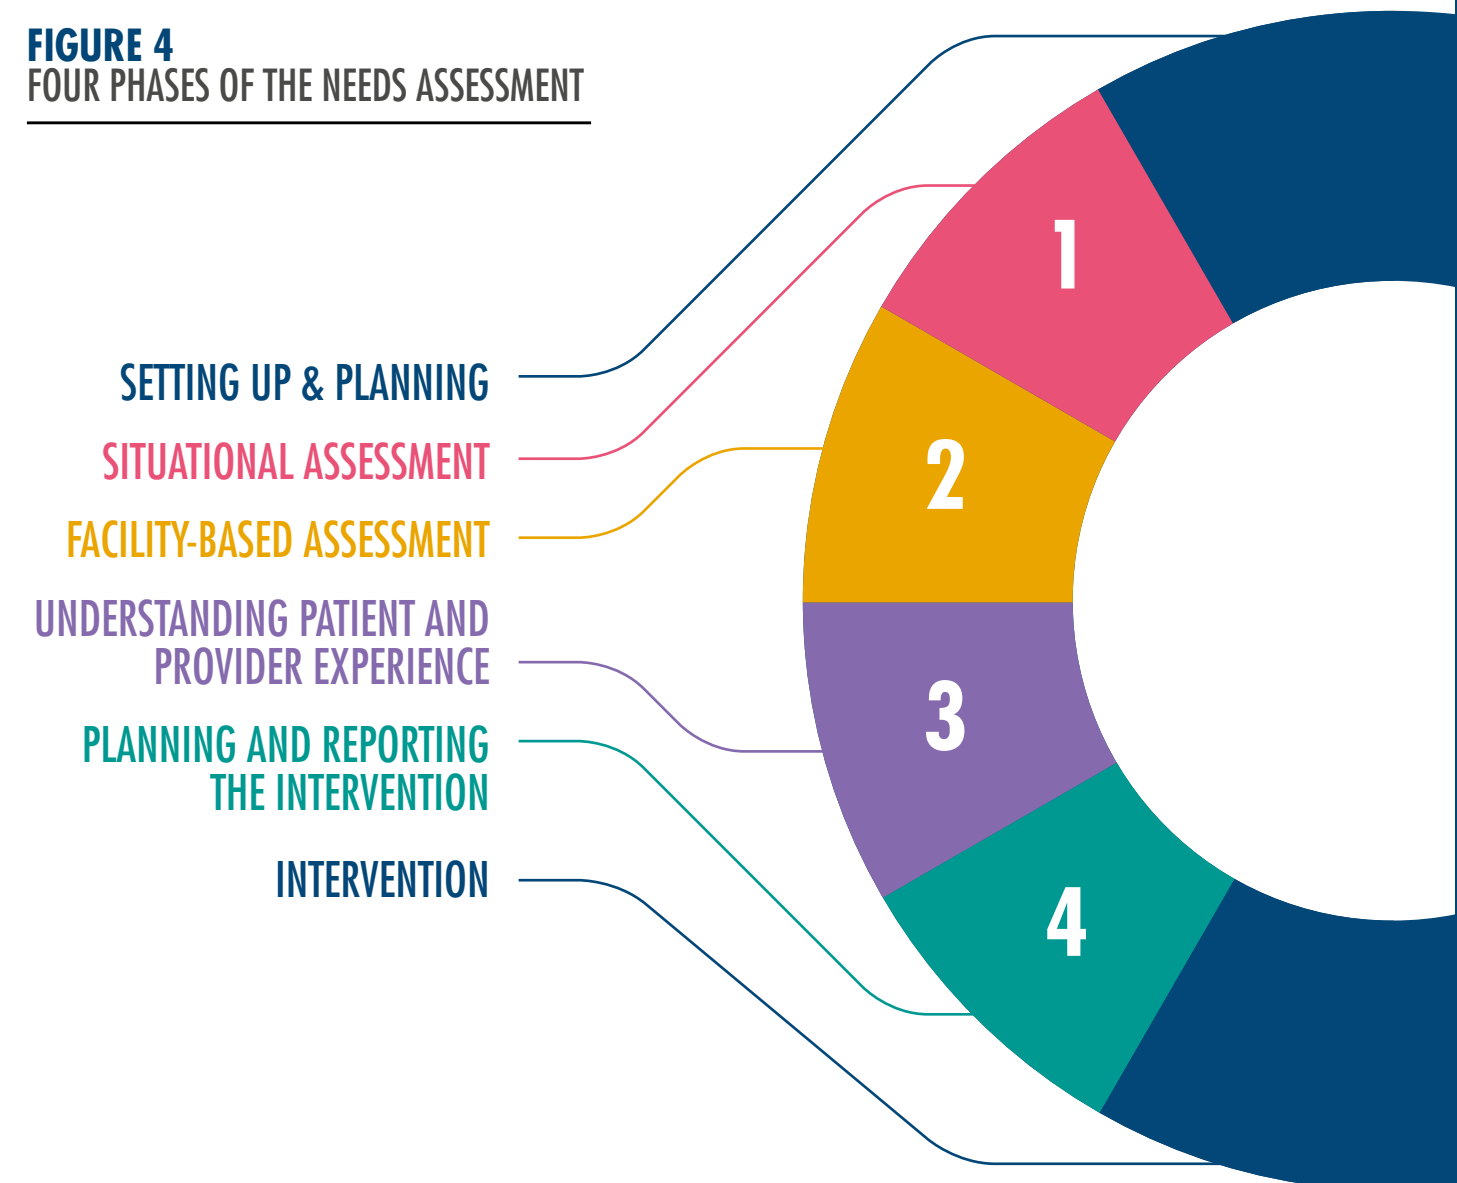 FIGURE 4
FOUR PHASES OF THE NEEDS ASSESSMENT
SETTING UP & PLANNING
SITUATIONAL ASSESSMENT
FACILITY-BASED ASSESSMENT
UNDERSTANDING PATIENT AND
PROVIDER EXPERIENCE
PLANNING AND REPORTING
THE INTERVENTION
INTERVENTION
1
2
3
4